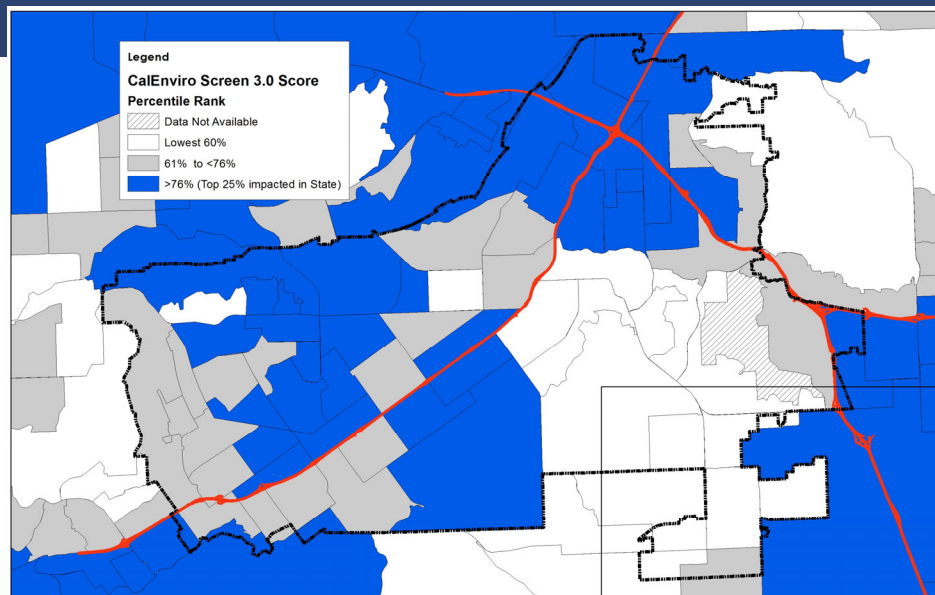 Legend
CalEnviro Screen 3.0 Score
Percentile Rank
Data Not Available
Lowest 60%
61% to <76%
>76% (Top 25% impacted in State)